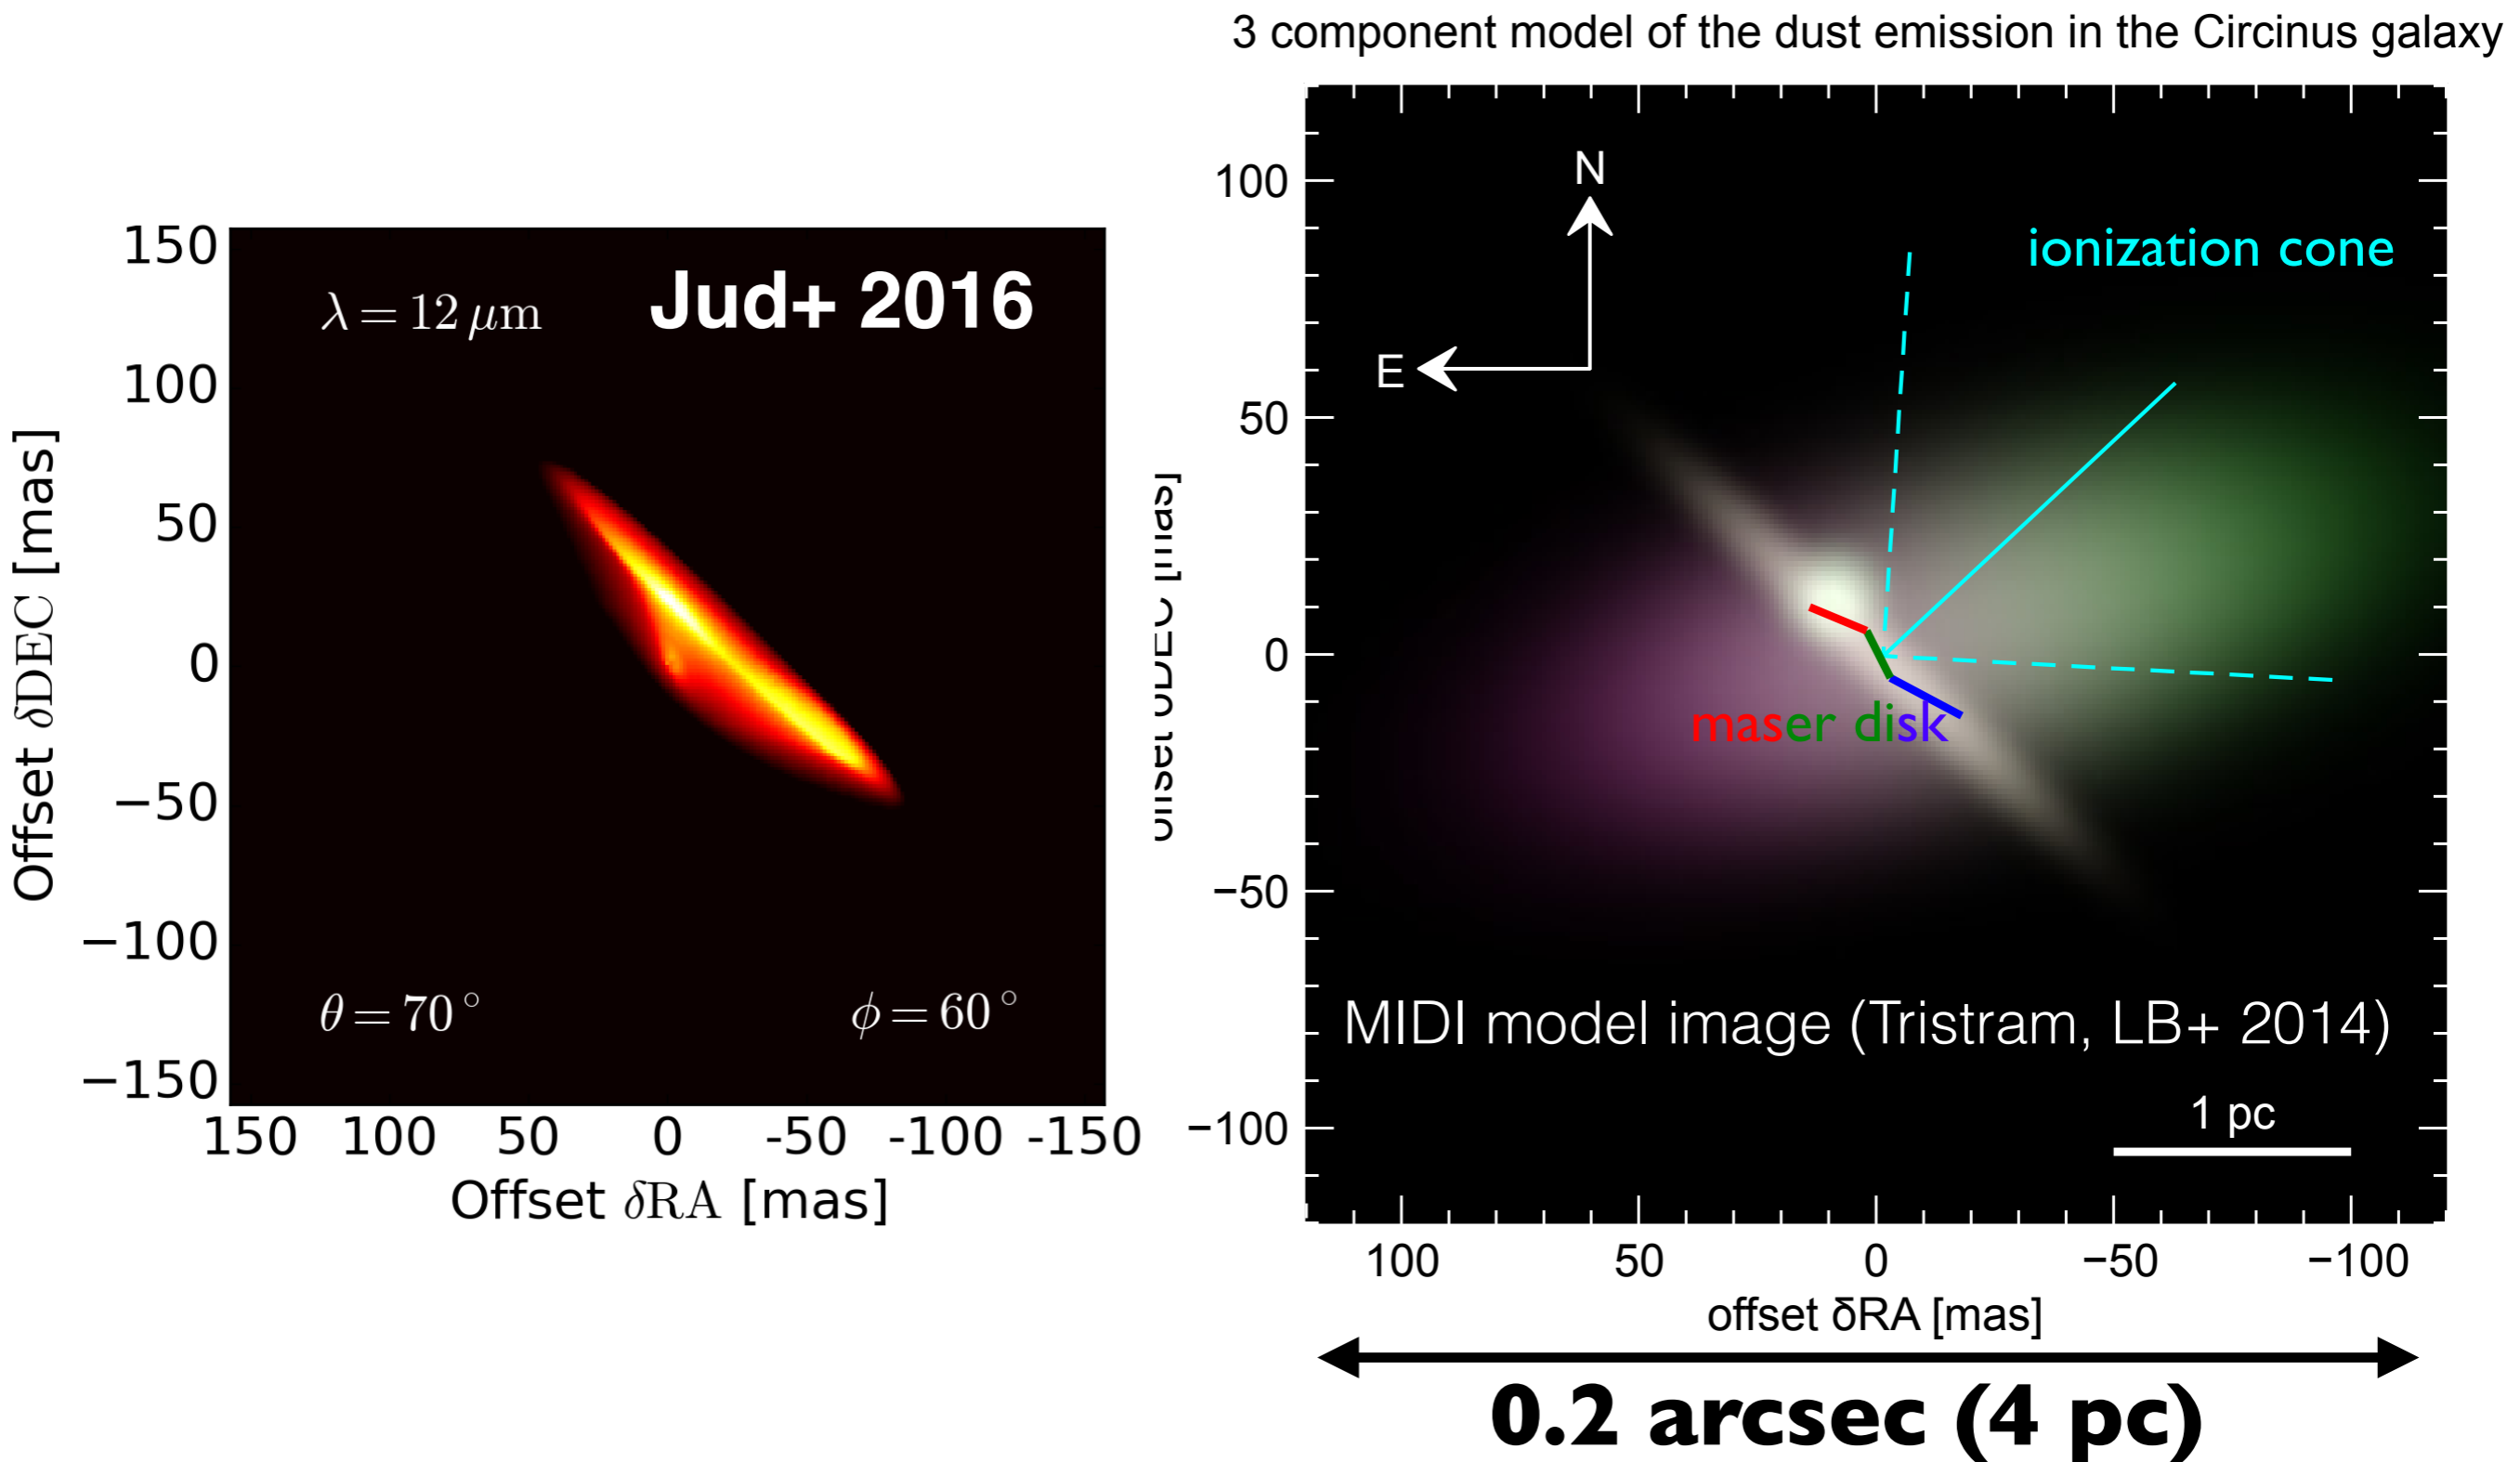 3 component model of the dust emission in the Circinus galaxy
λ = 12 μm
Jud+ 2016
150
100
50
0
−50
−100
−150
Offset δDEC [mas]
θ = 70°
φ = 60°
150 100 50 0 -50 -100 -150
Offset δRA [mas]
N
E
ionization cone
maser disk
MIDI model image (Tristram, LB+ 2014)
1 pc
100
50
0
−50
−100
offset δDEC [mas]
100 50 0 −50 −100
offset δRA [mas]
0.2 arcsec (4 pc)